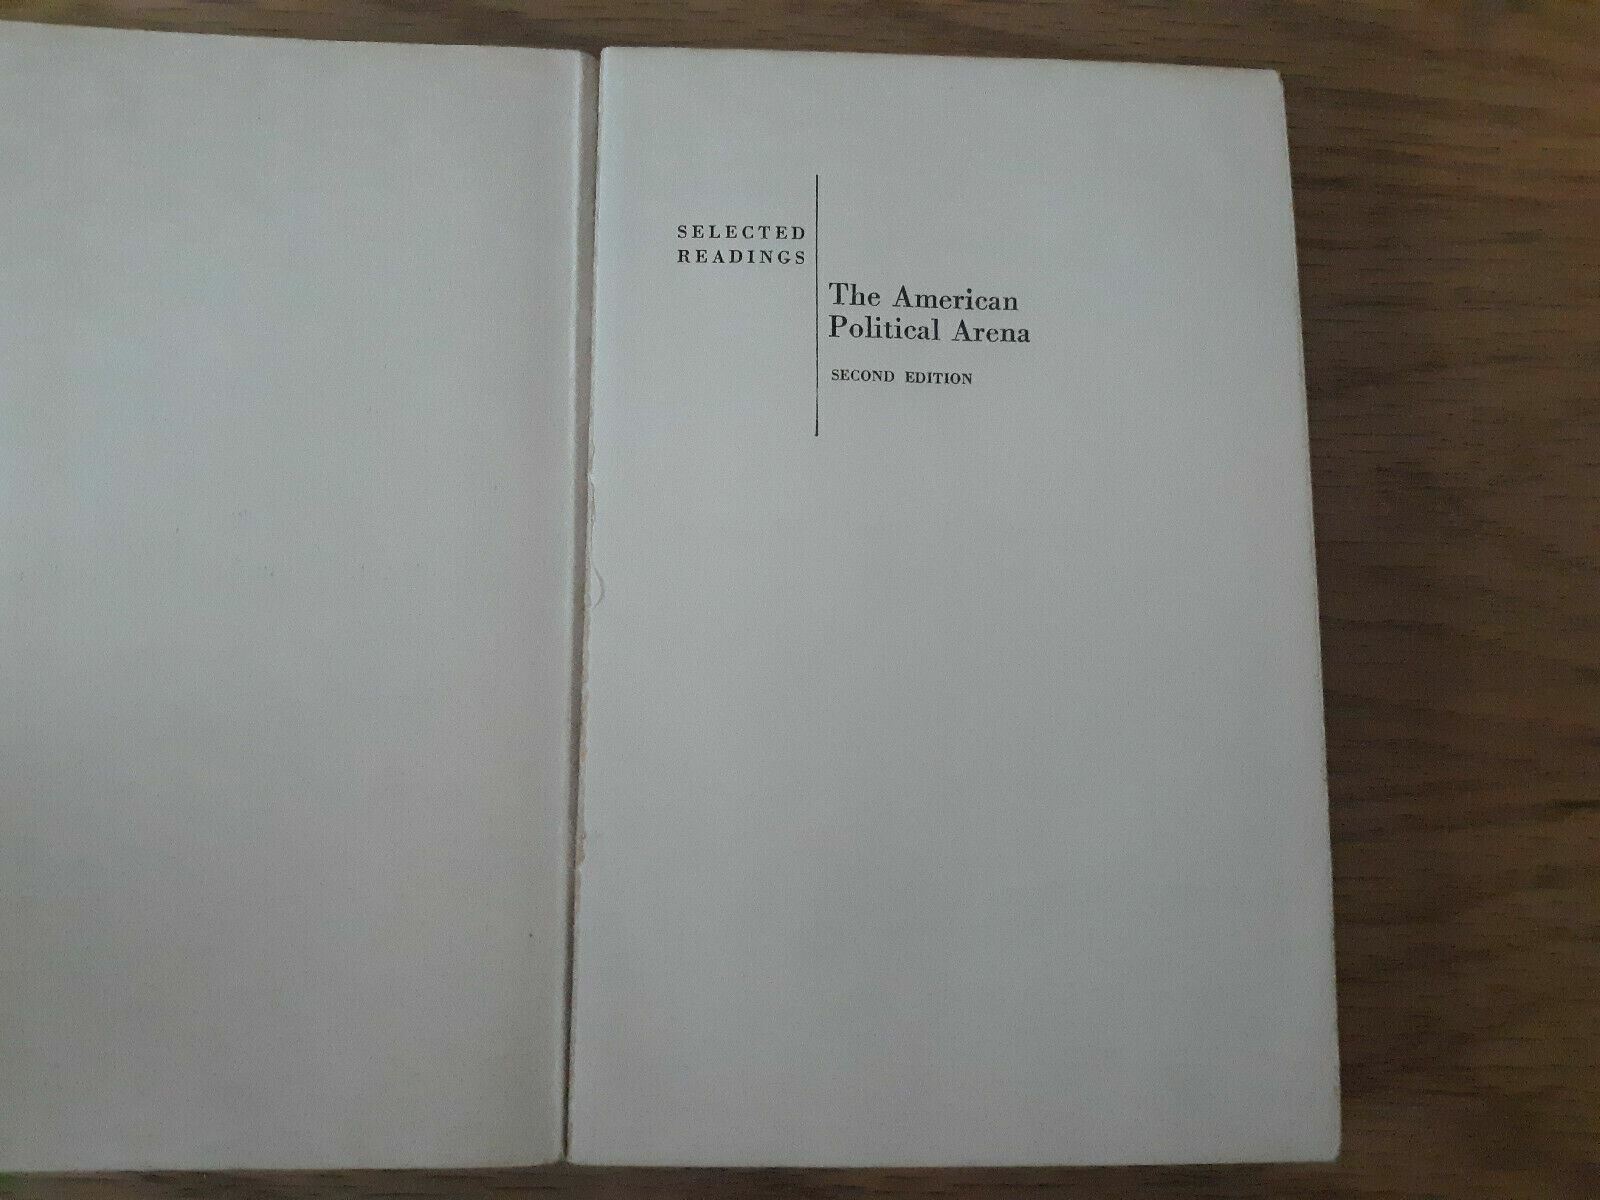 SELECTED
READINGS
The American
Political Arena
SECOND EDITION